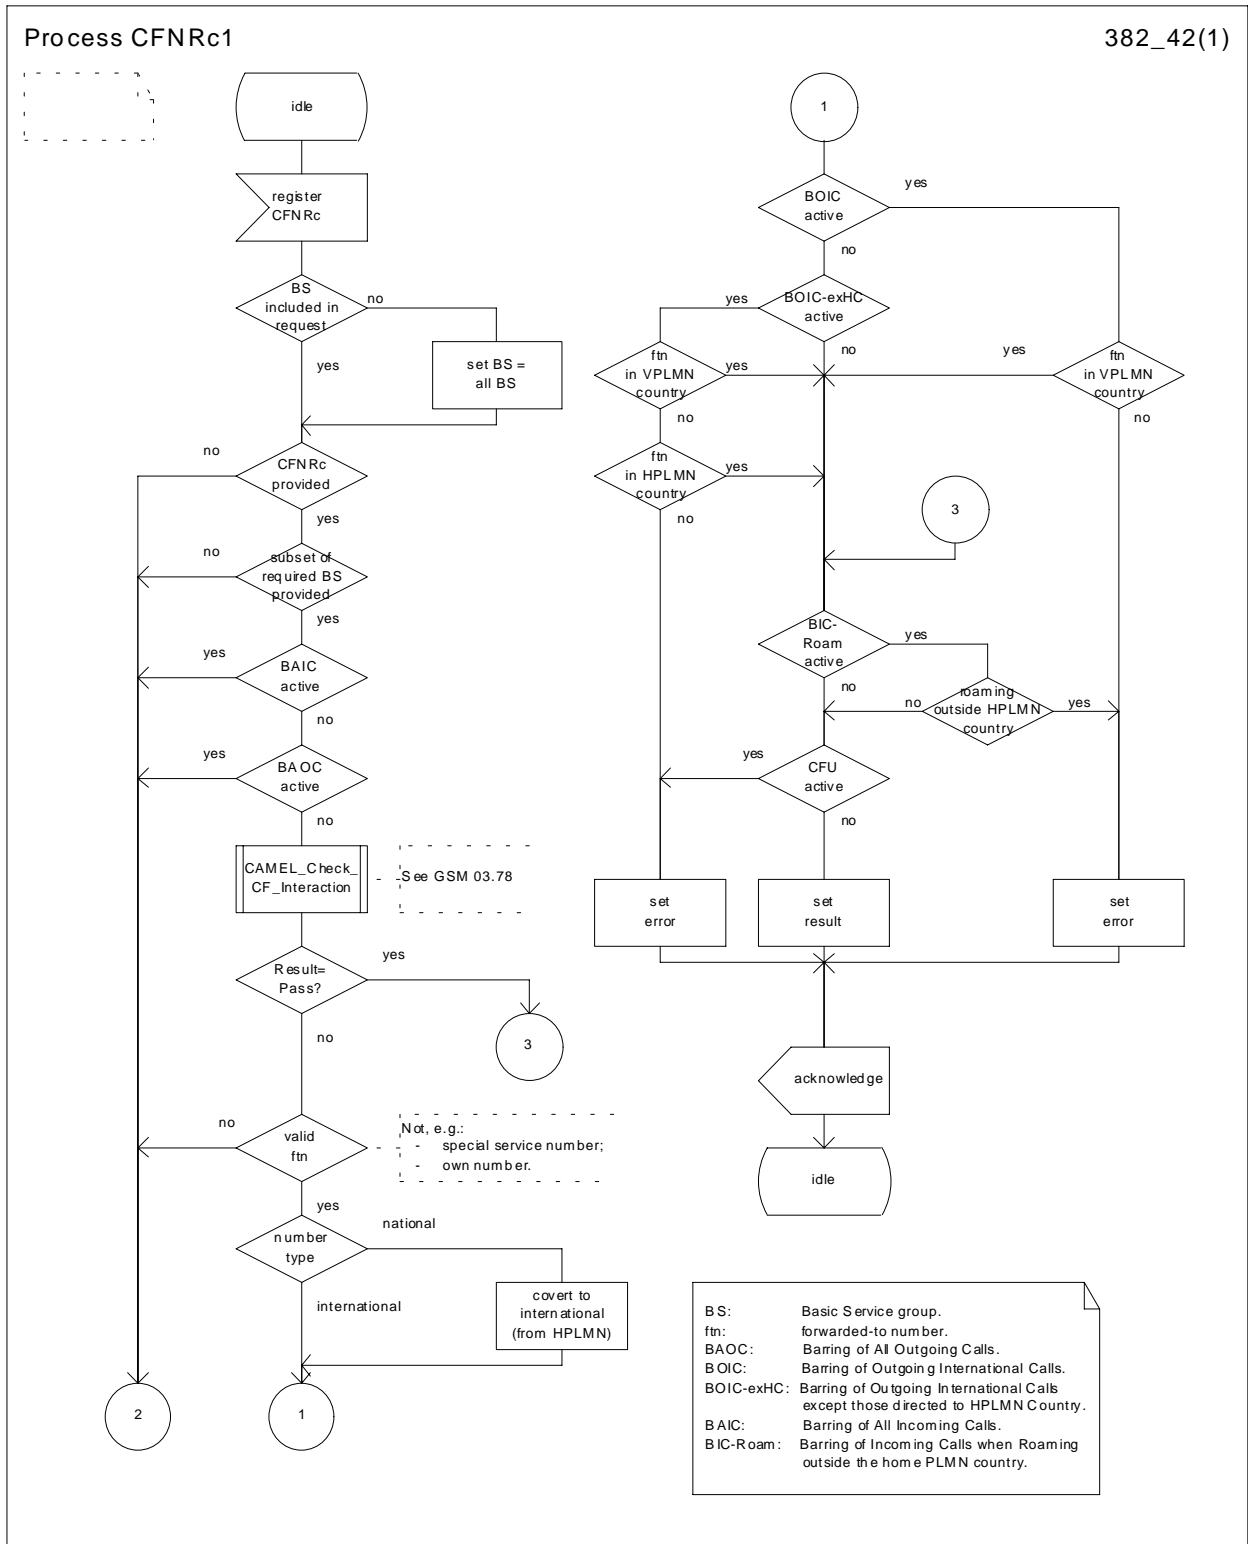 Process CFNRc1
382_42(1)
idle
register
CFNRc
BS
included in
request
no
yes
set BS =
all BS
no
CFNRc
provided
yes
no
subset of
required BS
provided
yes
yes
BAIC
active
no
yes
BAOC
active
no
CAMEL_Check_
CF_Interaction
See GSM 03.78
Result=
Pass?
yes
no
3
no
valid
ftn
Not, e.g.:
- special service number;
- own number.
yes
number
type
national
international
covert to
international
(from HPLMN)
2
1
1
BOIC
active
yes
no
yes
BOIC-exHC
active
no
ftn
in VPLMN
country
yes
no
yes
ftn
in VPLMN
country
no
ftn
in HPLMN
country
yes
no
3
BIC-
Roam
active
yes
no
no
roaming
outside HPLMN
country
yes
yes
CFU
active
no
set
error
set
result
set
error
acknowledge
idle
BS: Basic Service group.
ftn: forwarded-to number.
BAOC: Barring of All Outgoing Calls.
BOIC: Barring of Outgoing International Calls.
BOIC-exHC: Barring of Outgoing International Calls
except those directed to HPLMN Country.
BAIC: Barring of All Incoming Calls.
BIC-Roam: Barring of Incoming Calls when Roaming
outside the home PLMN country.